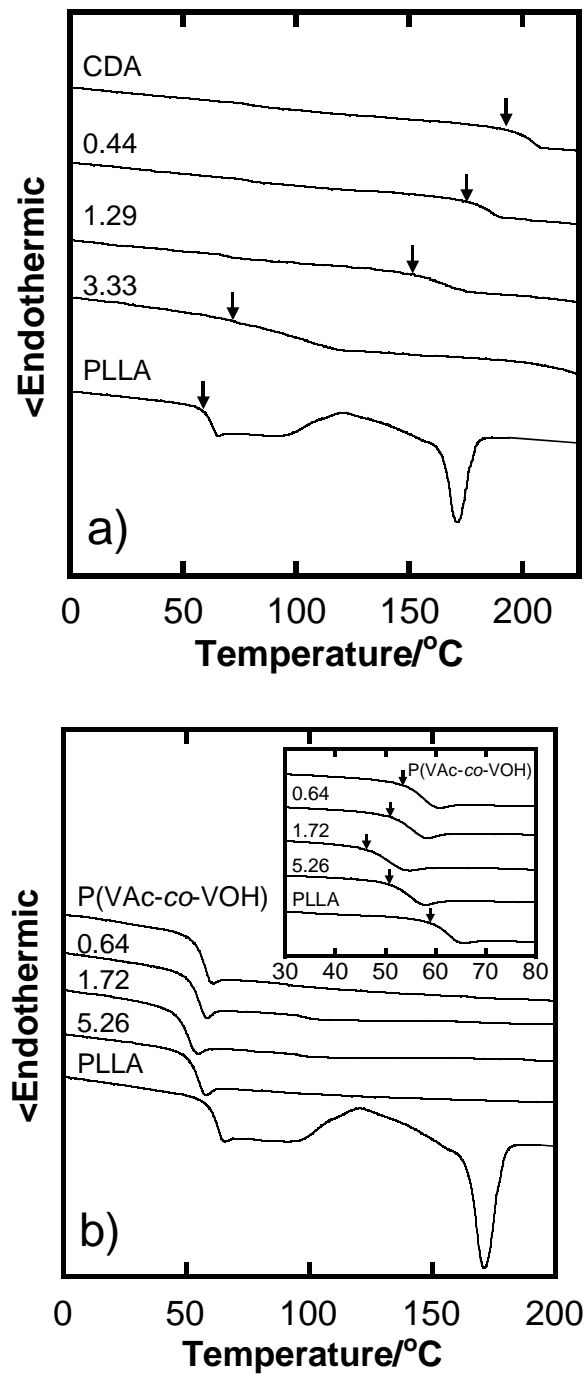 CDA
0.44
1.29
3.33
PLLA
<Endothermic
a)
0 50 100 150 200
Temperature/°C
P(VAc-co-VOH)
0.64
1.72
5.26
PLLA
30 40 50 60 70 80
P(VAc-co-VOH)
0.64
1.72
5.26
PLLA
<Endothermic
b)
0 50 100 150 200
Temperature/°C